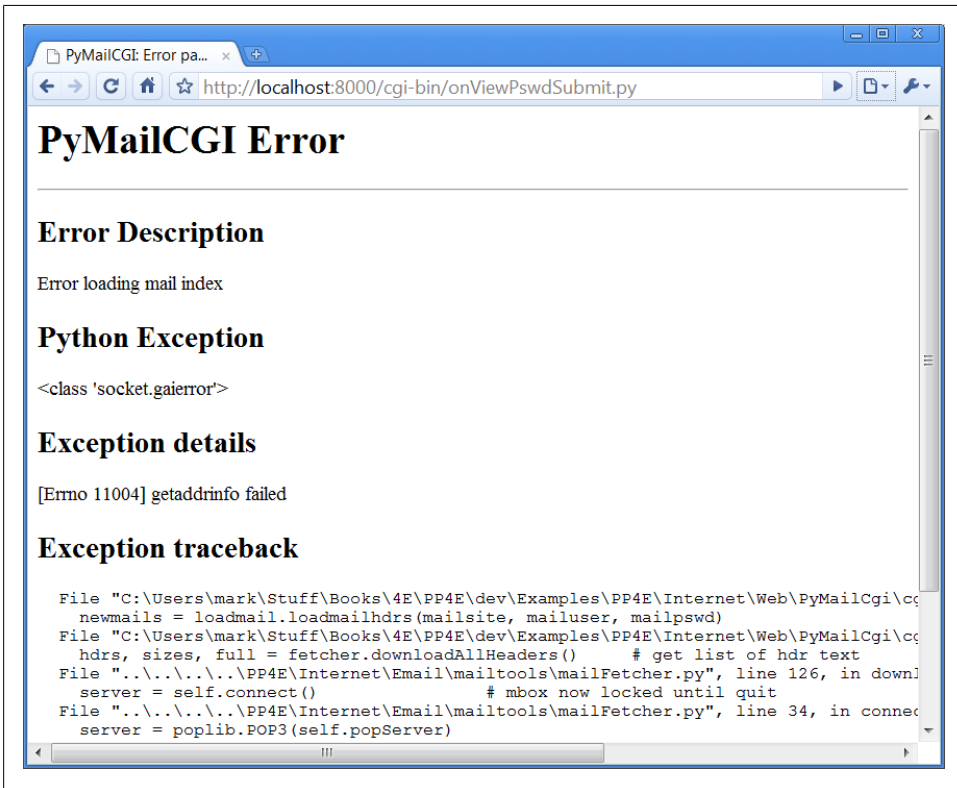 PyMailCGI: Error pa...
http://localhost:8000/cgi-bin/onViewPswdSubmit.py
PyMailCGI Error
Error Description
Error loading mail index
Python Exception
<class 'socket.gaierror'>
Exception details
[Errno 11004] getaddrinfo failed
Exception traceback
File "C:\Users\mark\Stuff\Books\4E\PP4E\dev\Examples\PP4E\Internet\Web\PyMailCgi\cg
newmails = loadmail.loadmailhdrs(mailsite, mailuser, mailpswd)
File "C:\Users\mark\Stuff\Books\4E\PP4E\dev\Examples\PP4E\Internet\Web\PyMailCgi\cg
hdrs, sizes, full = fetcher.downloadAllHeaders() # get list of hdr text
File "..\..\..\..\PP4E\Internet\Email\mailtools\mailFetcher.py", line 126, in downl
server = self.connect() # mbox now locked until quit
File "..\..\..\..\PP4E\Internet\Email\mailtools\mailFetcher.py", line 34, in connec
server = poplib.POP3(self.popServer)